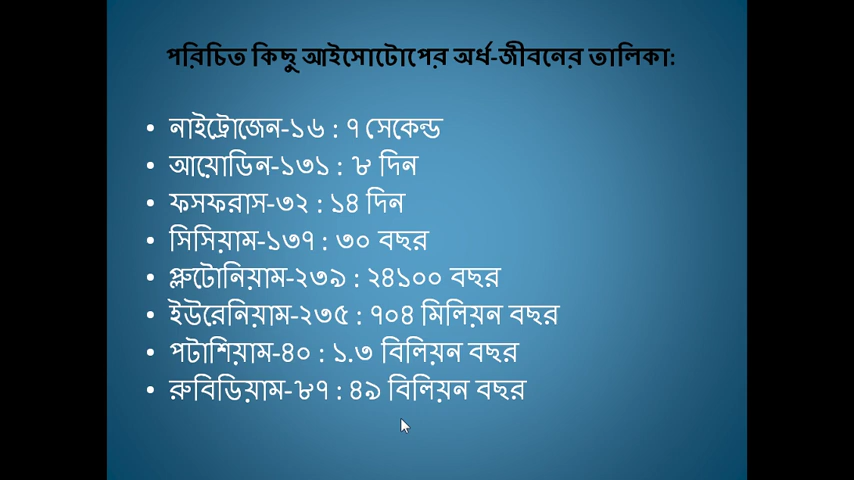 পরিচিত কিছু আইসোটোপের অর্ধ-জীবনের তালিকা:
• নাইট্রোজেন-১৬ : ৭ সেকেন্ড
• আয়োডিন-১৩১ : ৮ দিন
• ফসফরাস-৩২ : ১৪ দিন
• সিসিয়াম-১৩৭ : ৩০ বছর
• প্লুটোনিয়াম-২৩৯ : ২৪১০০ বছর
• ইউরেনিয়াম-২৩৫ : ৭০৪ মিলিয়ন বছর
• পটাশিয়াম-৪০ : ১.৩ বিলিয়ন বছর
• রুবিডিয়াম-৮৭ : ৪৯ বিলিয়ন বছর